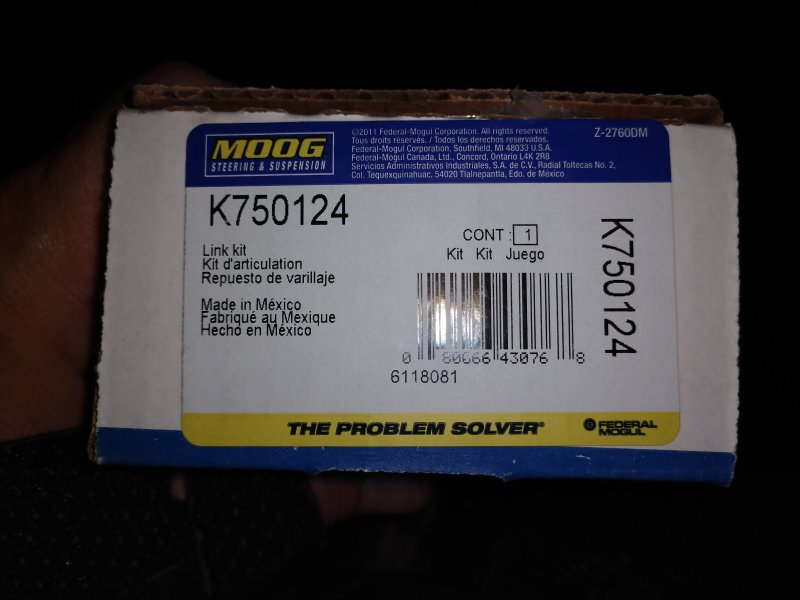 MOOG
STEERING & SUSPENSION
©2011 Federal-Mogul Corporation. All rights reserved.
Tous droits réservés. / Todos los derechos reservados.
Federal-Mogul Corporation, Southfield, MI 48033 U.S.A.
Federal-Mogul Canada, Ltd., Concord, Ontario L4K 2R8
Servicios Administrativos Industriales, S.A. de C.V., Radial Toltecas No. 2,
Col. Tequexquinahuac, 54020 Tlalnepantla, Edo. de México
Z-2760DM
K750124
Link kit
Kit d'articulation
Repuesto de varillaje
Made in México
Fabriqué au Mexique
Hecho en México
CONT : 1
Kit Kit Juego
0 80066 43076 8
6118081
K750124
THE PROBLEM SOLVER®
FEDERAL
MOGUL